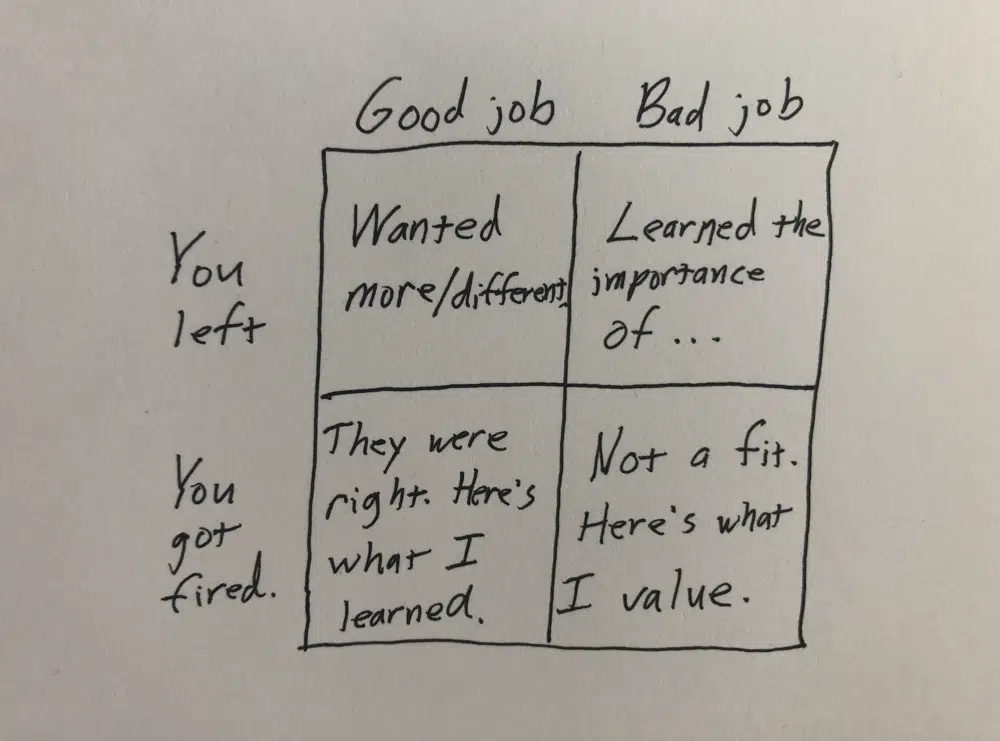 Good job Bad job
You
left
Wanted
more/different.
Learned the
importance
of ...
You
got
fired.
They were
right. Here's
what I
learned.
Not a fit.
Here's what
I value.